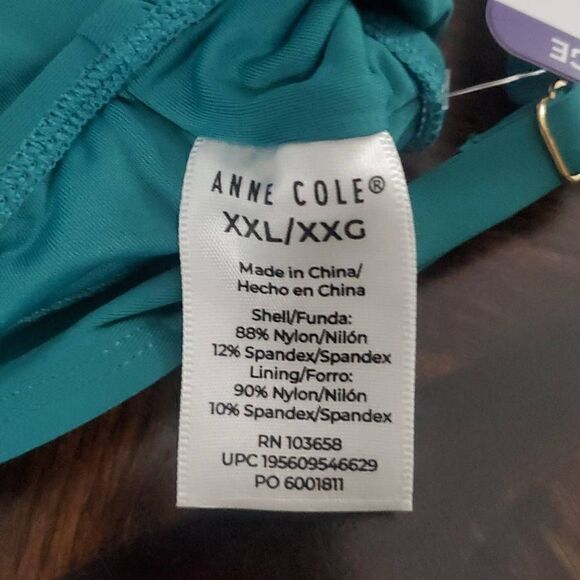 ANNE COLE®
XXL/XXG
Made in China/
Hecho en China
Shell/Funda:
88% Nylon/Nilón
12% Spandex/Spandex
Lining/Forro:
90% Nylon/Nilón
10% Spandex/Spandex
RN 103658
UPC 195609546629
PO 6001811